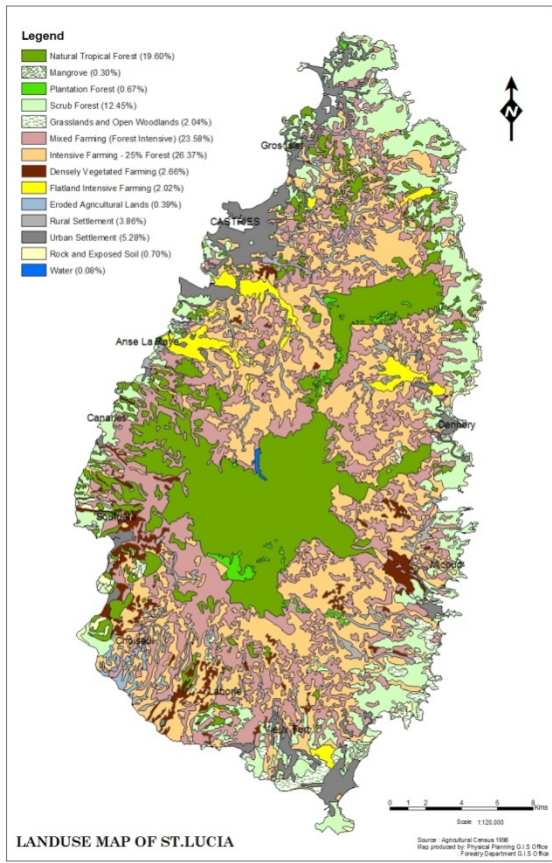 Legend
Natural Tropical Forest (19.60%)
Mangrove (0.30%)
Plantation Forest (0.67%)
Scrub Forest (12.45%)
Grasslands and Open Woodlands (2.04%)
Mixed Farming (Forest Intensive) (23.58%)
Intensive Farming - 25% Forest (26.37%)
Densely Vegetated Farming (2.66%)
Flatland Intensive Farming (2.02%)
Eroded Agricultural Lands (0.39%)
Rural Settlement (3.86%)
Urban Settlement (5.28%)
Rock and Exposed Soil (0.70%)
Water (0.08%)
N
CASTRIES
Anse La Raye
Canaries
Dennery
Choiseul
Laborie
0 2 4 6 8
Kms
Scale 1:120,000
LANDUSE MAP OF ST.LUCIA
Source : Agricultural Census 1996
Map produced by: Physical Planning G.I.S Office
: Forestry Department G.I.S Office